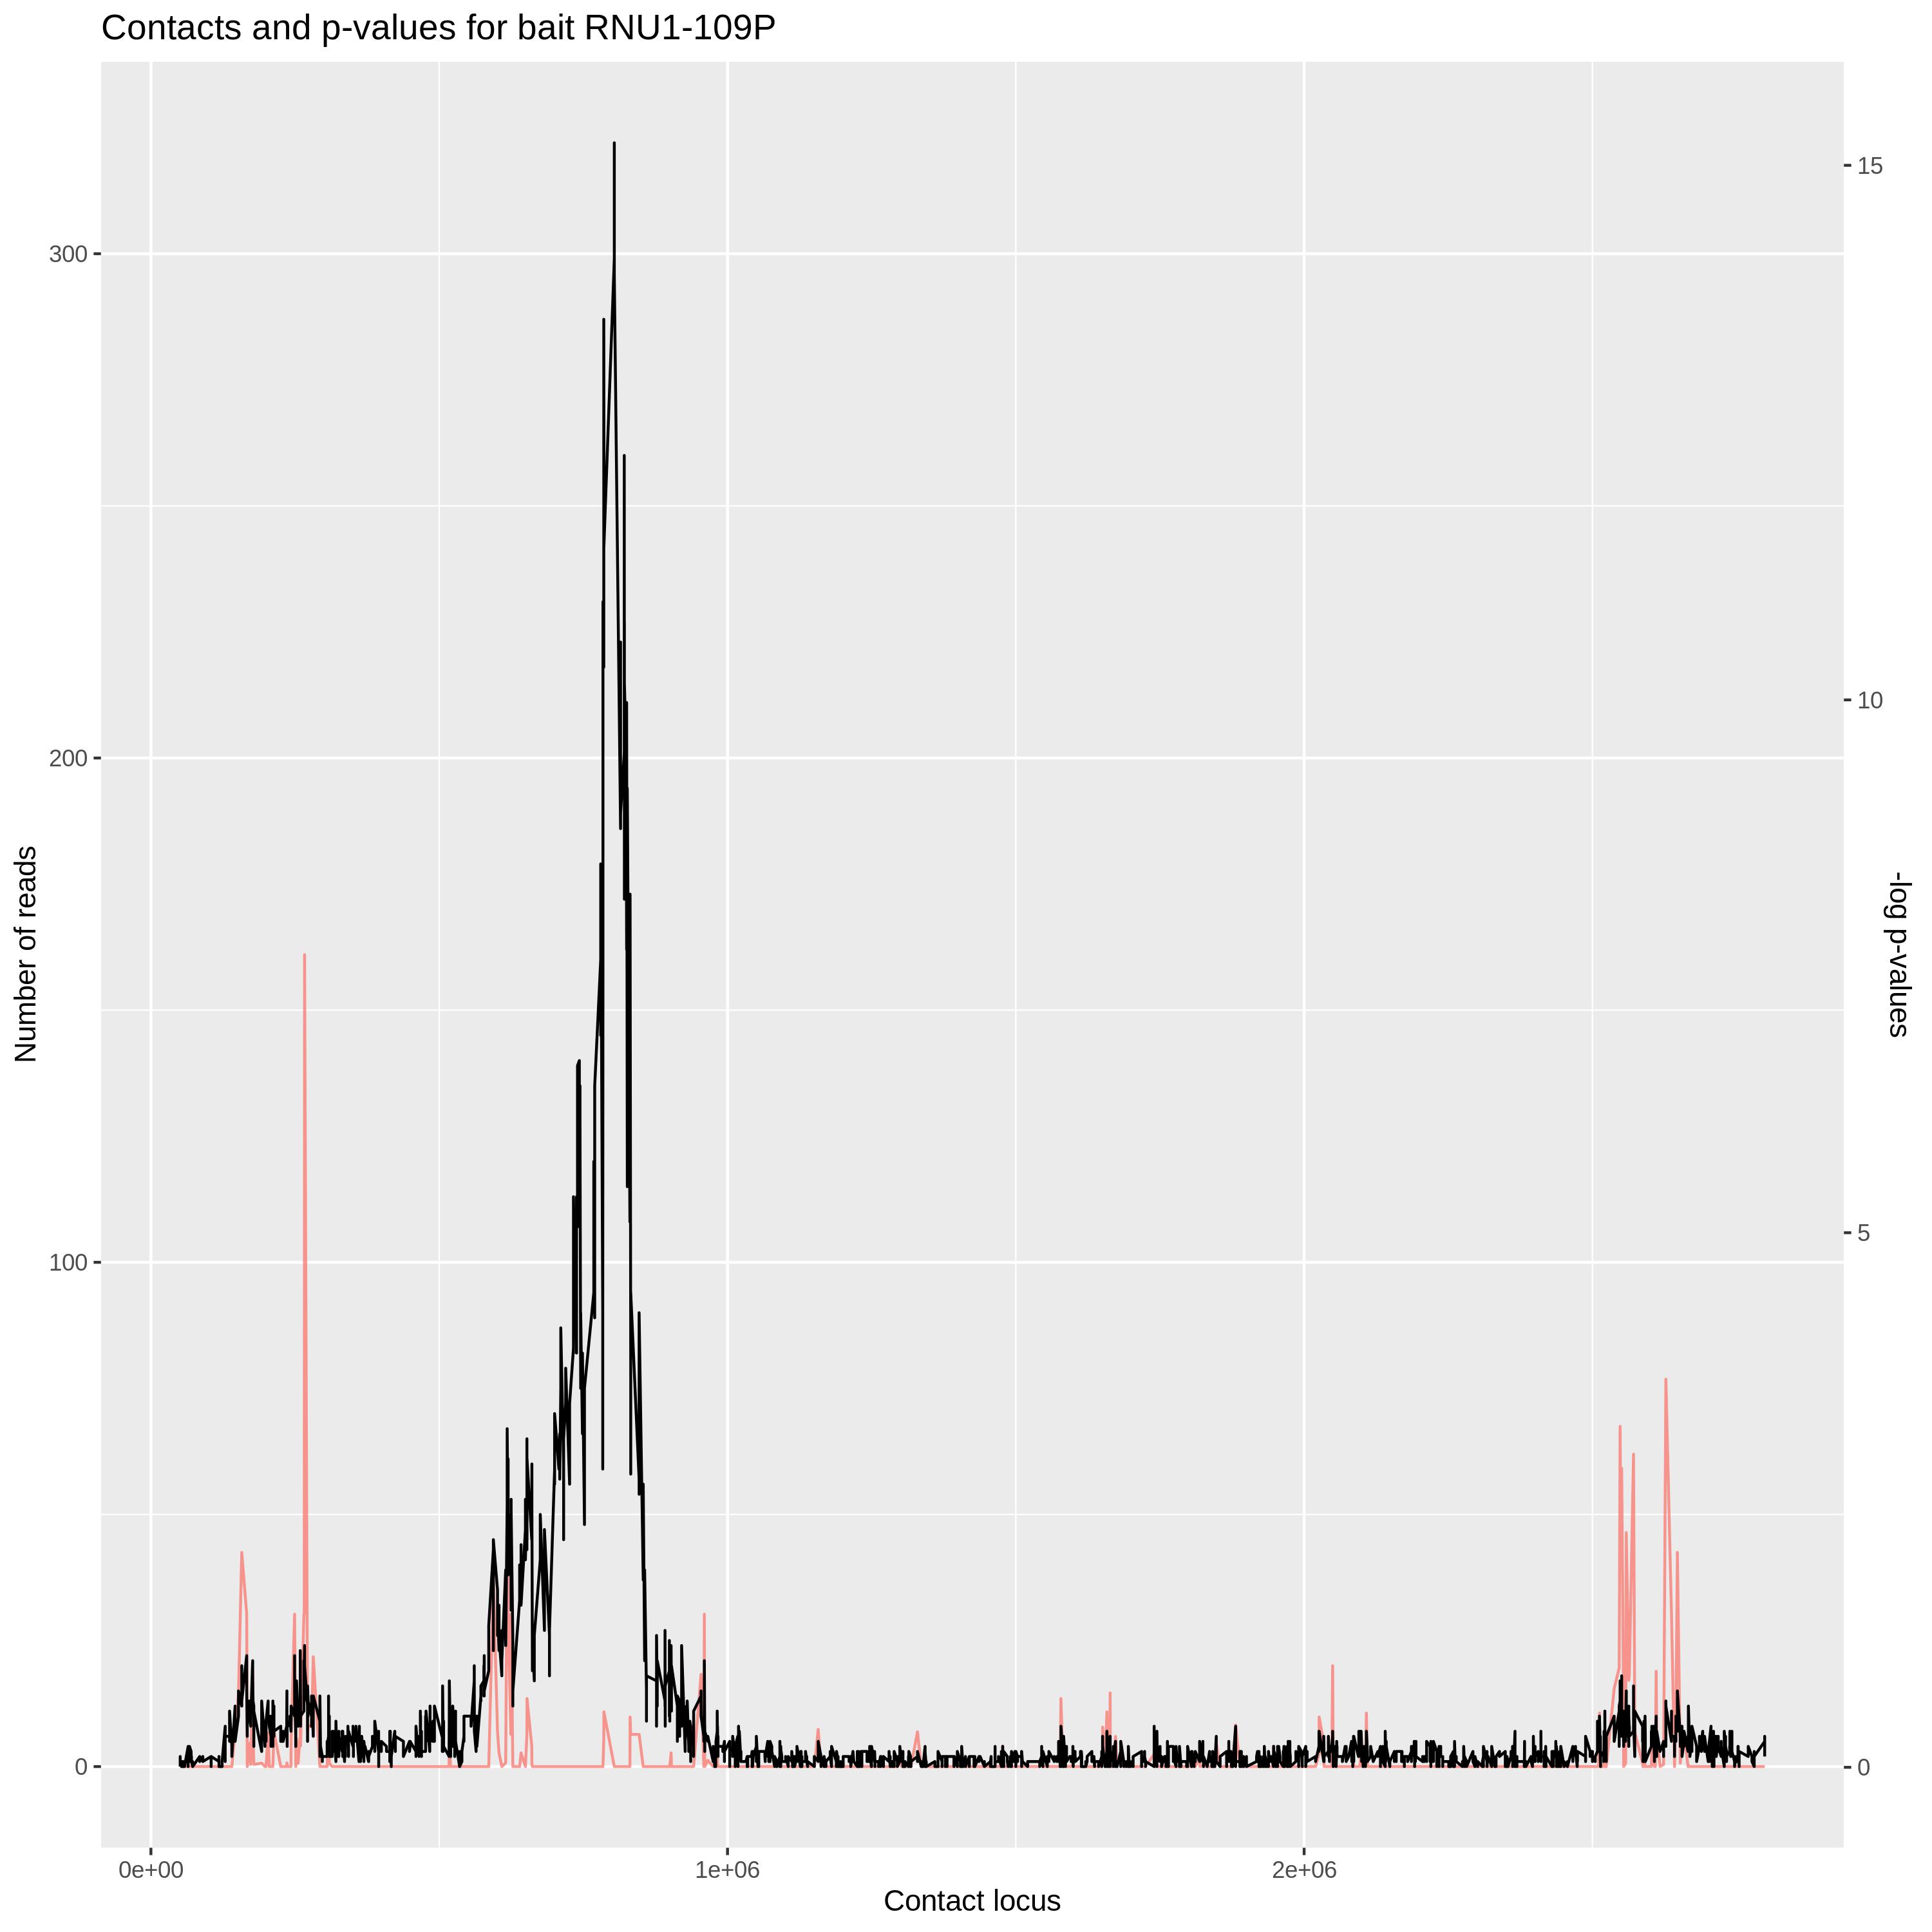 Contacts and p-values for bait RNU1-109P
300
200
100
0
Number of reads
15
10
5
0
-log p-values
0e+00
1e+06
2e+06
Contact locus